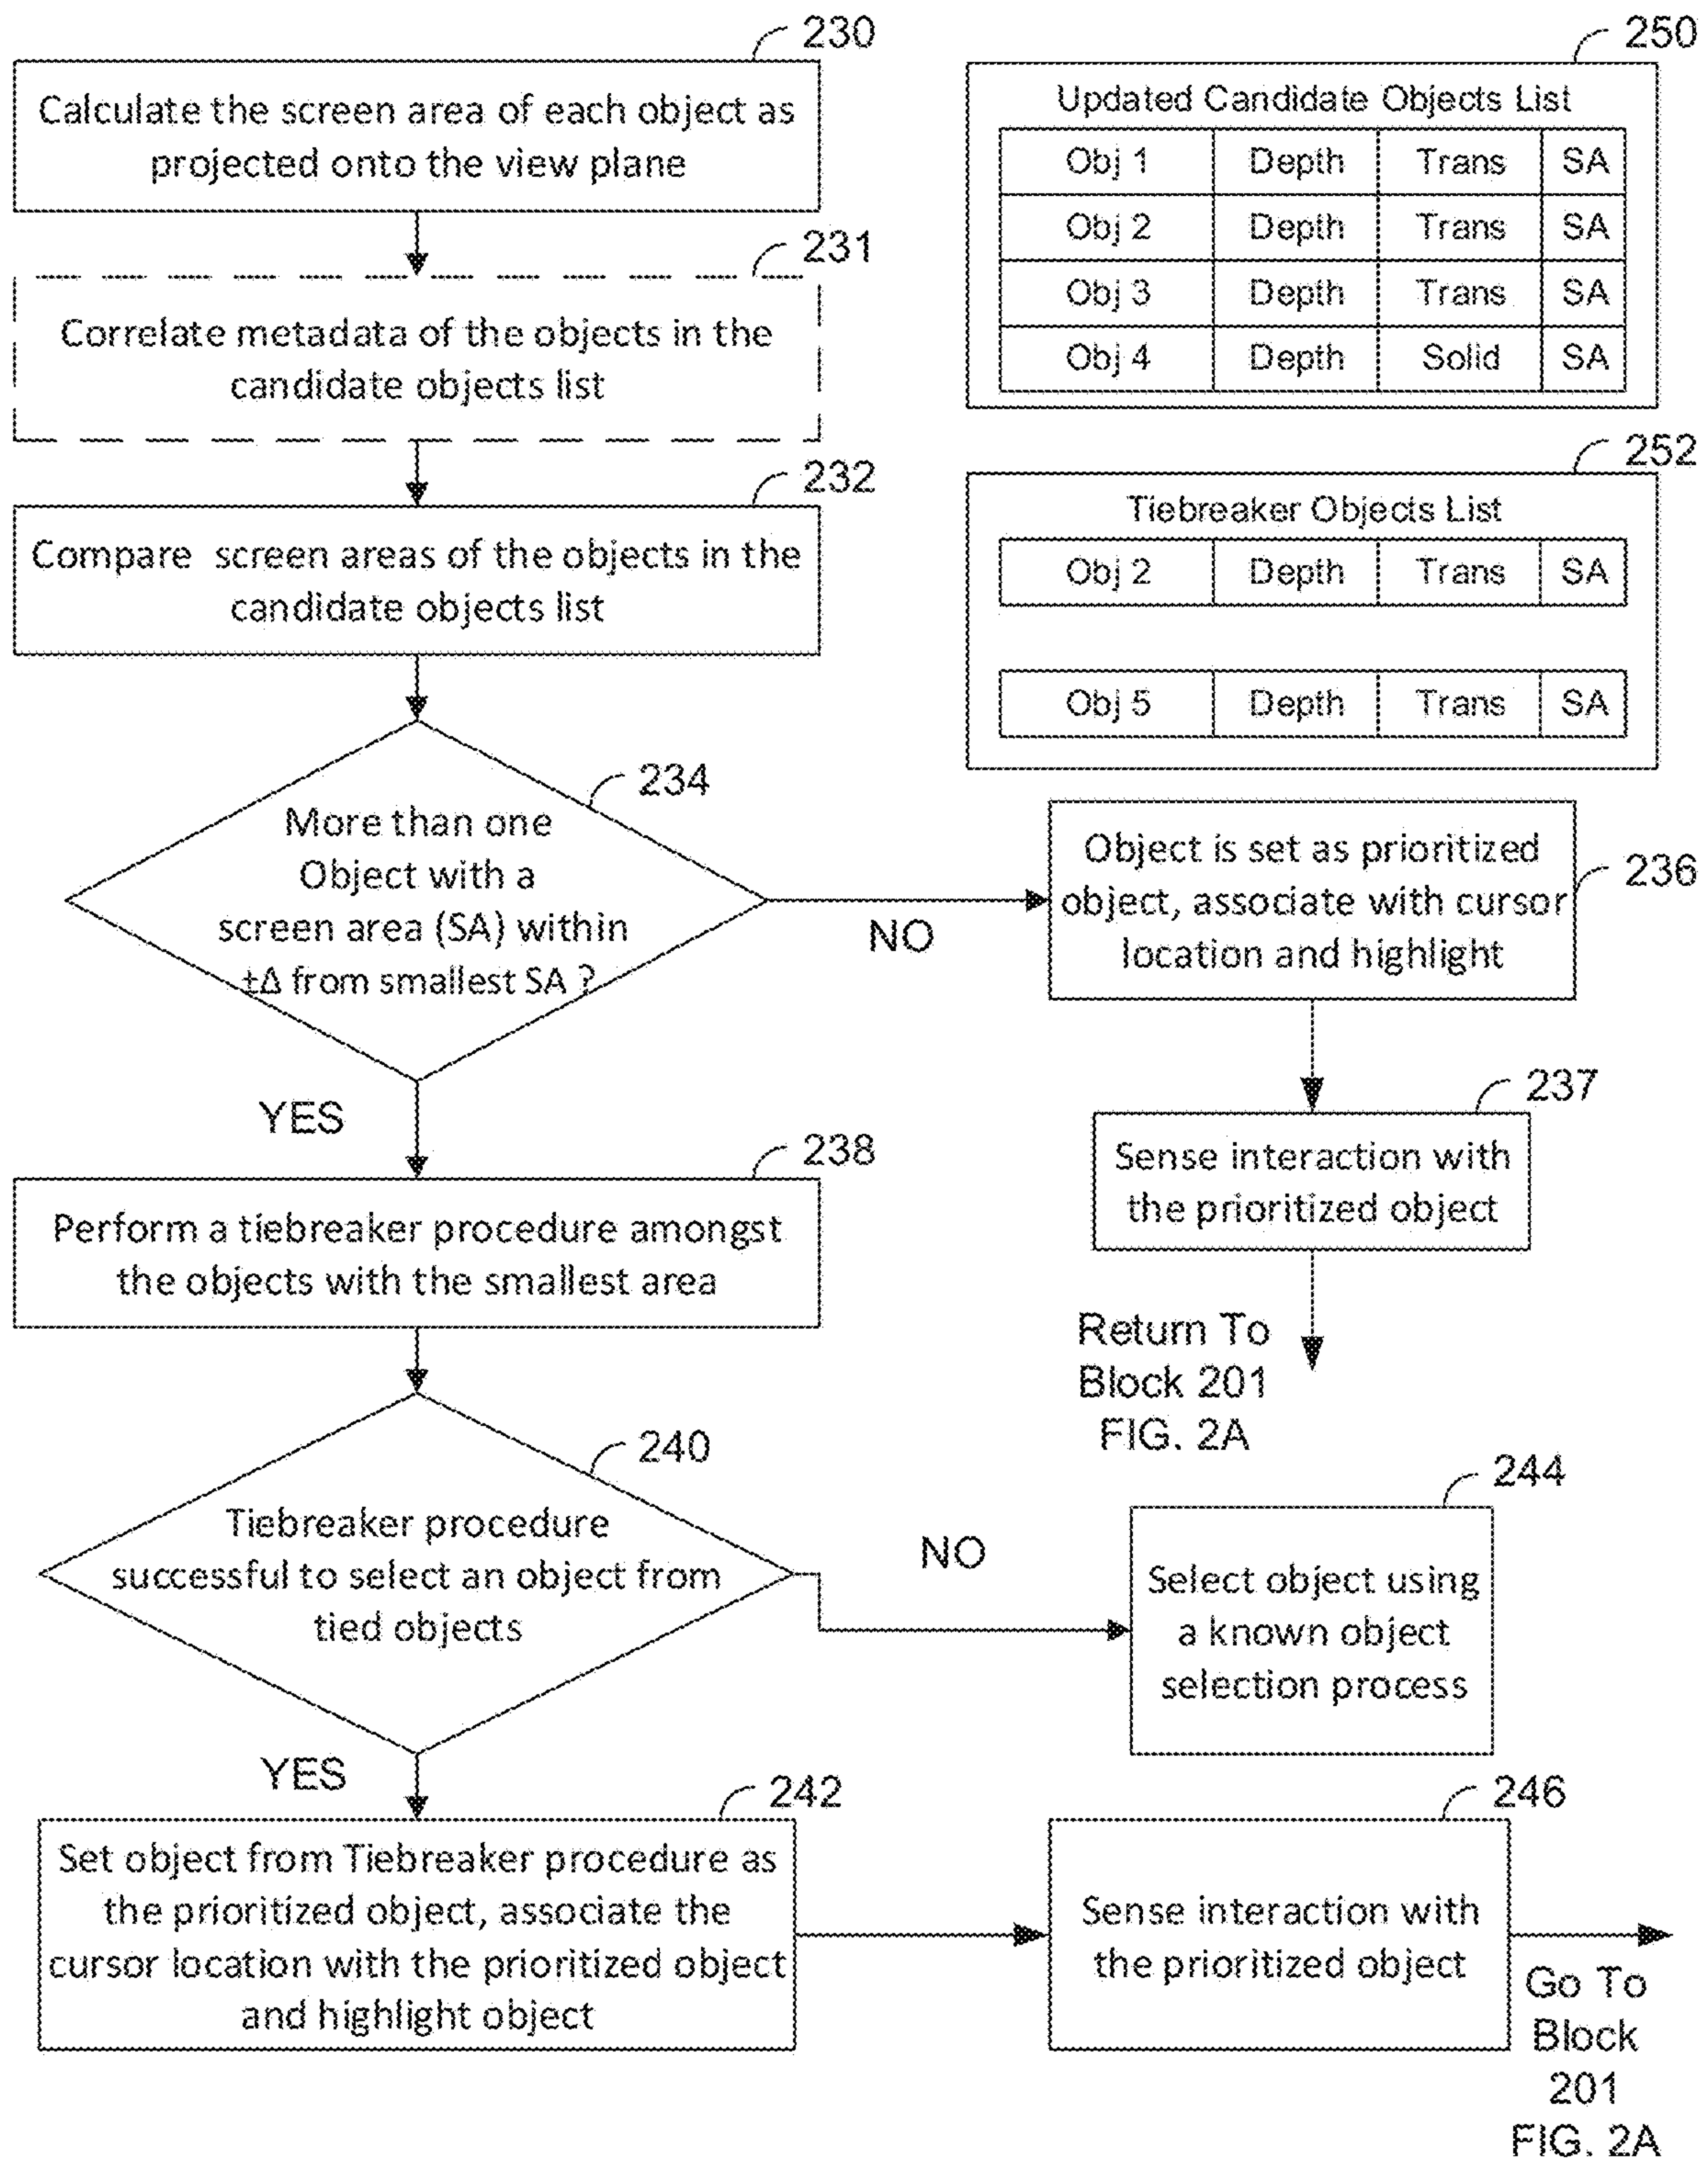 230
Calculate the screen area of each object as
projected onto the view plane
231
Correlate metadata of the objects in the
candidate objects list
232
Compare screen areas of the objects in the
candidate objects list
234
More than one
Object with a
screen area (SA) within
±Δ from smallest SA ?
NO
YES
236
Object is set as prioritized
object, associate with cursor
location and highlight
237
Sense interaction with
the prioritized object
Return To
Block 201
FIG. 2A
238
Perform a tiebreaker procedure amongst
the objects with the smallest area
240
Tiebreaker procedure
successful to select an object from
tied objects
NO
YES
244
Select object using
a known object
selection process
242
Set object from Tiebreaker procedure as
the prioritized object, associate the
cursor location with the prioritized object
and highlight object
246
Sense interaction with
the prioritized object
Go To
Block
201
FIG. 2A
250
Updated Candidate Objects List
Obj 1 Depth Trans SA
Obj 2 Depth Trans SA
Obj 3 Depth Trans SA
Obj 4 Depth Solid SA
252
Tiebreaker Objects List
Obj 2 Depth Trans SA
Obj 5 Depth Trans SA